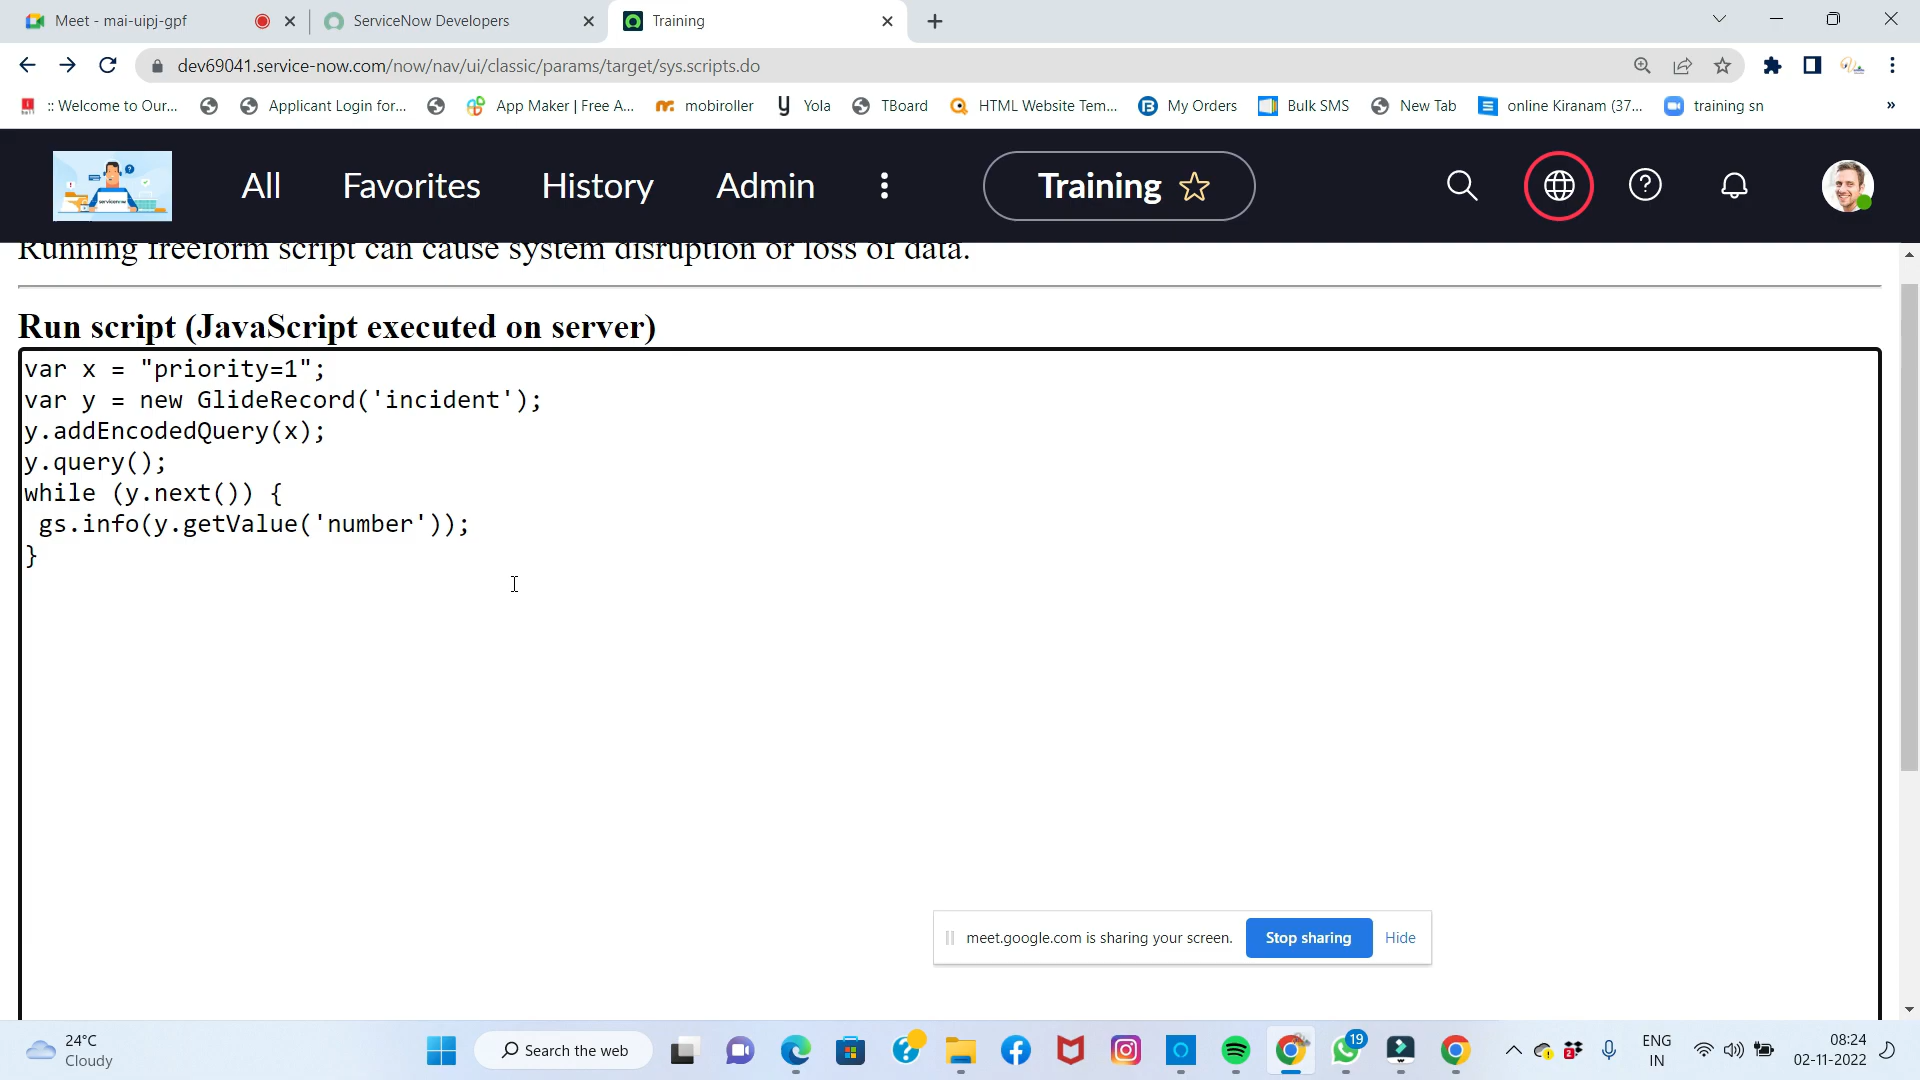 Meet - mai-uipj-gpf
ServiceNow Developers
Training
dev69041.service-now.com/now/nav/ui/classic/params/target/sys.scripts.do
:: Welcome to Our...
Applicant Login for...
App Maker | Free A...
mobiroller
Yola
TBoard
HTML Website Tem...
My Orders
Bulk SMS
New Tab
online Kiranam (37...
training sn
»
All
Favorites
History
Admin
Training
Running freeform script can cause system disruption or loss of data.
Run script (JavaScript executed on server)
var x = "priority=1";
var y = new GlideRecord('incident');
y.addEncodedQuery(x);
y.query();
while (y.next()) {
gs.info(y.getValue('number'));
}
meet.google.com is sharing your screen.
Stop sharing
Hide
24°C
Cloudy
Search the web
19
2
ENG
IN
08:24
02-11-2022